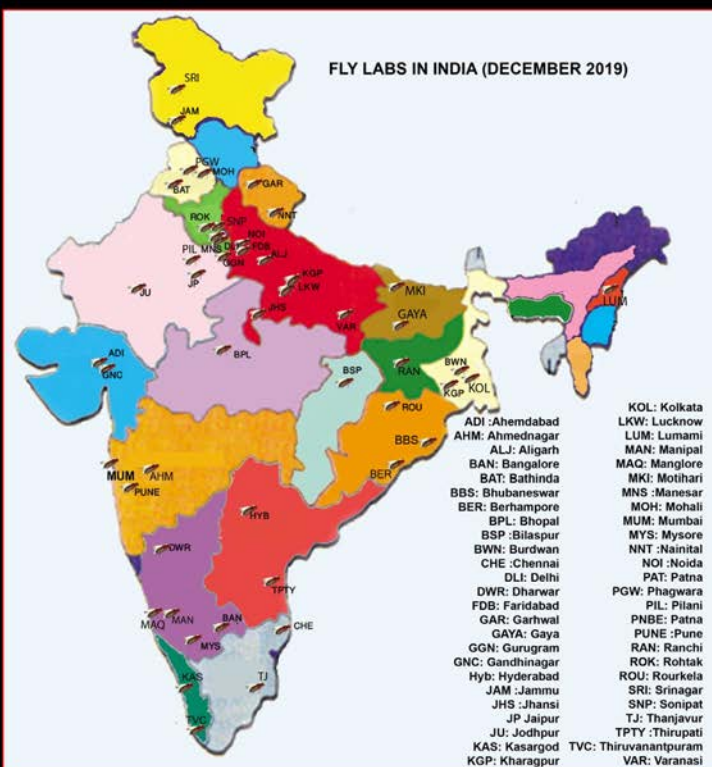 FLY LABS IN INDIA (DECEMBER 2019)
SRI
JAM
PGW
MOH
BAT
GAR
NNT
ROK
SNP
NOI
PIL
MNS
DLI
FDB
GGN
ALJ
JP
KGP
LKW
JU
JHS
VAR
MKI
GAYA
LUM
ADI
GNC
BPL
BSP
RAN
BWN
KGP
KOL
ROU
BBS
BER
MUM
AHM
PUNE
HYB
DWR
TPTY
MAQ
MAN
BAN
MYS
CHE
KAS
TJ
TVC
ADI :Ahemdabad
AHM: Ahmednagar
ALJ: Aligarh
BAN: Bangalore
BAT: Bathinda
BBS: Bhubaneswar
BER: Berhampore
BPL: Bhopal
BSP :Bilaspur
BWN: Burdwan
CHE :Chennai
DLI: Delhi
DWR: Dharwar
FDB: Faridabad
GAR: Garhwal
GAYA: Gaya
GGN: Gurugram
GNC: Gandhinagar
Hyb: Hyderabad
JAM :Jammu
JHS :Jhansi
JP Jaipur
JU: Jodhpur
KAS: Kasargod
KGP: Kharagpur
KOL: Kolkata
LKW: Lucknow
LUM: Lumami
MAN: Manipal
MAQ: Manglore
MKI: Motihari
MNS :Manesar
MOH: Mohali
MUM: Mumbai
MYS: Mysore
NNT :Nainital
NOI :Noida
PAT: Patna
PGW: Phagwara
PIL: Pilani
PNBE: Patna
PUNE :Pune
RAN: Ranchi
ROK: Rohtak
ROU: Rourkela
SRI: Srinagar
SNP: Sonipat
TJ: Thanjavur
TPTY: Thirupati
TVC: Thiruvanantpuram
VAR: Varanasi